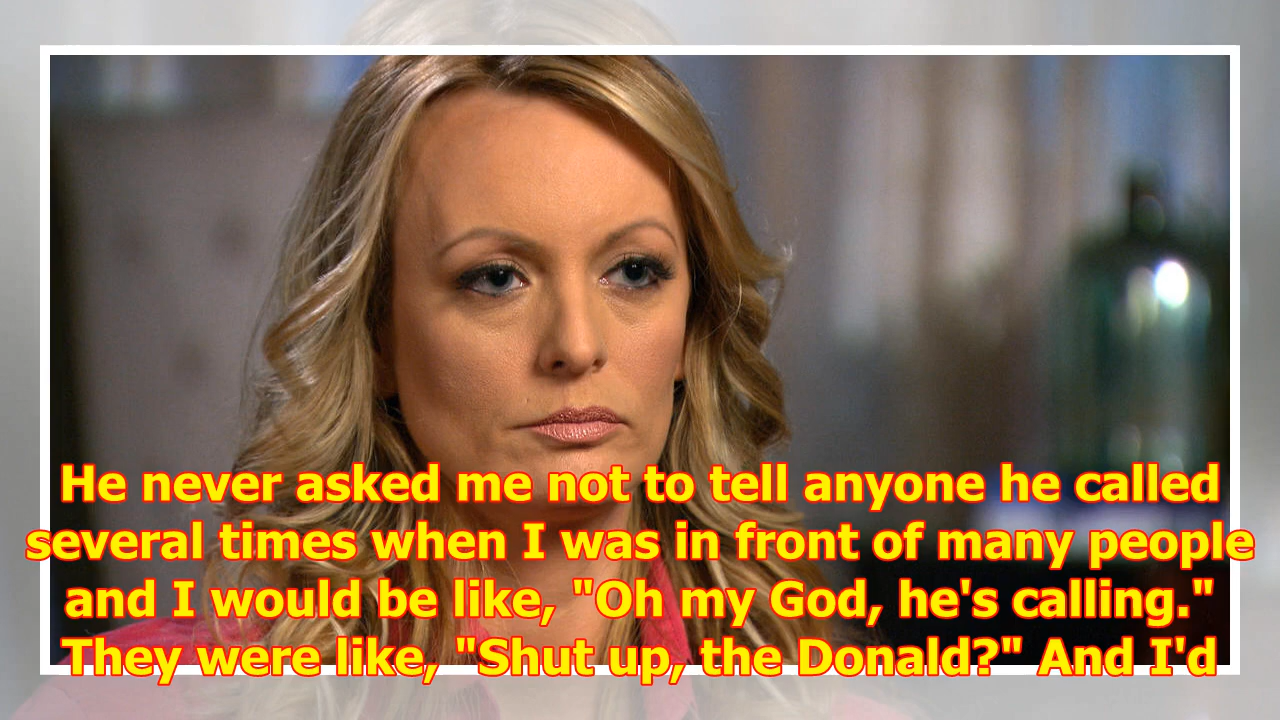 He never asked me not to tell anyone he called
several times when I was in front of many people
and I would be like, "Oh my God, he's calling."
They were like, "Shut up, the Donald?" And I'd